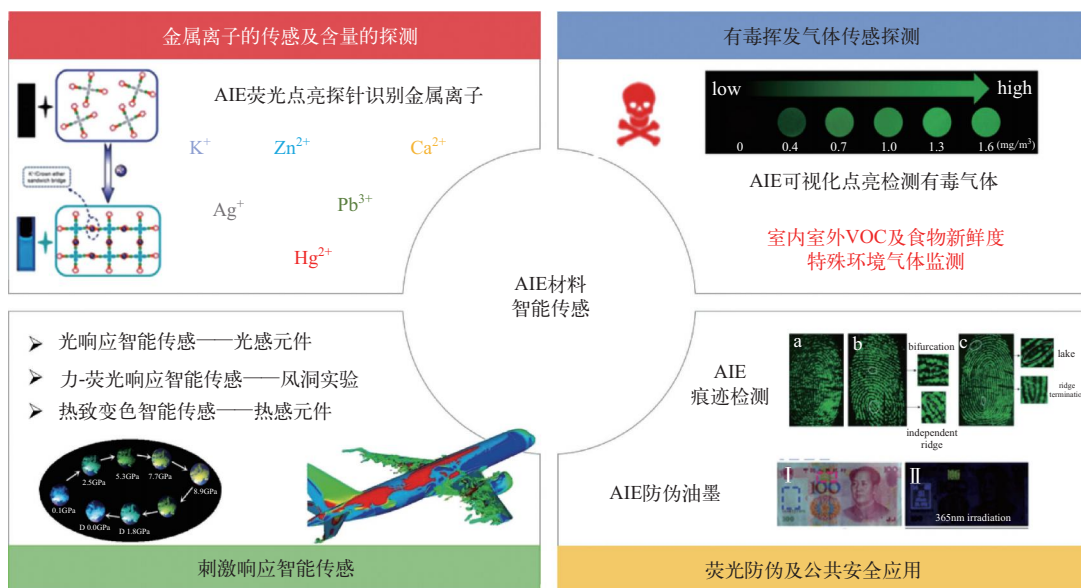 金属离子的传感及含量的探测
AIE荧光点亮探针识别金属离子
K⁺/Crown ether
sandwich bridge
K⁺
K⁺
Zn²⁺
Ca²⁺
Ag⁺
Pb³⁺
Hg²⁺
有毒挥发气体传感探测
low
high
0
0.4
0.7
1.0
1.3
1.6
(mg/m³)
AIE可视化点亮检测有毒气体
室内室外VOC及食物新鲜度
特殊环境气体监测
AIE材料
智能传感
光响应智能传感——光感元件
力-荧光响应智能传感——风洞实验
热致变色智能传感——热感元件
0.1GPa
2.5GPa
5.3GPa
7.7GPa
8.9GPa
D 1.8GPa
D 0.0GPa
刺激响应智能传感
AIE
痕迹检测
a
b
bifurcation
independent
ridge
c
lake
ridge
termination
AIE防伪油墨
I
100
100
II
365nm irradiation
荧光防伪及公共安全应用